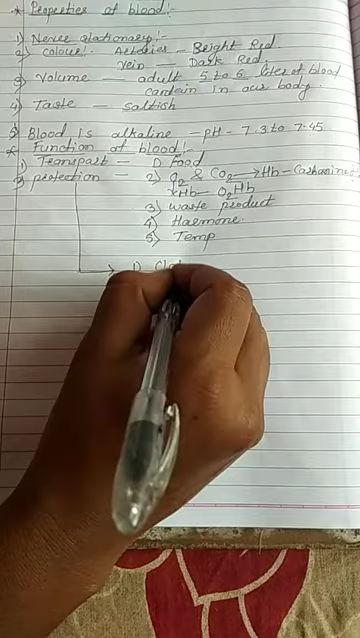 * Properties of blood:-
1) Never stationary:-
2) Colour:- Arteries - Bright Red
Vein - Dark Red.
3) Volume - adult 5 to 6 liter of blood
contain in our body.
4) Taste - saltish
5) Blood is alkaline - pH - 7.3 to 7.45
* Function of blood:-
1) Transport - 1) Food
2) protection - 2) O2 & CO2 → Hb - Carbamino
Hb - O2Hb
3) waste product
4) Harmone.
5) Temp
1) Clo